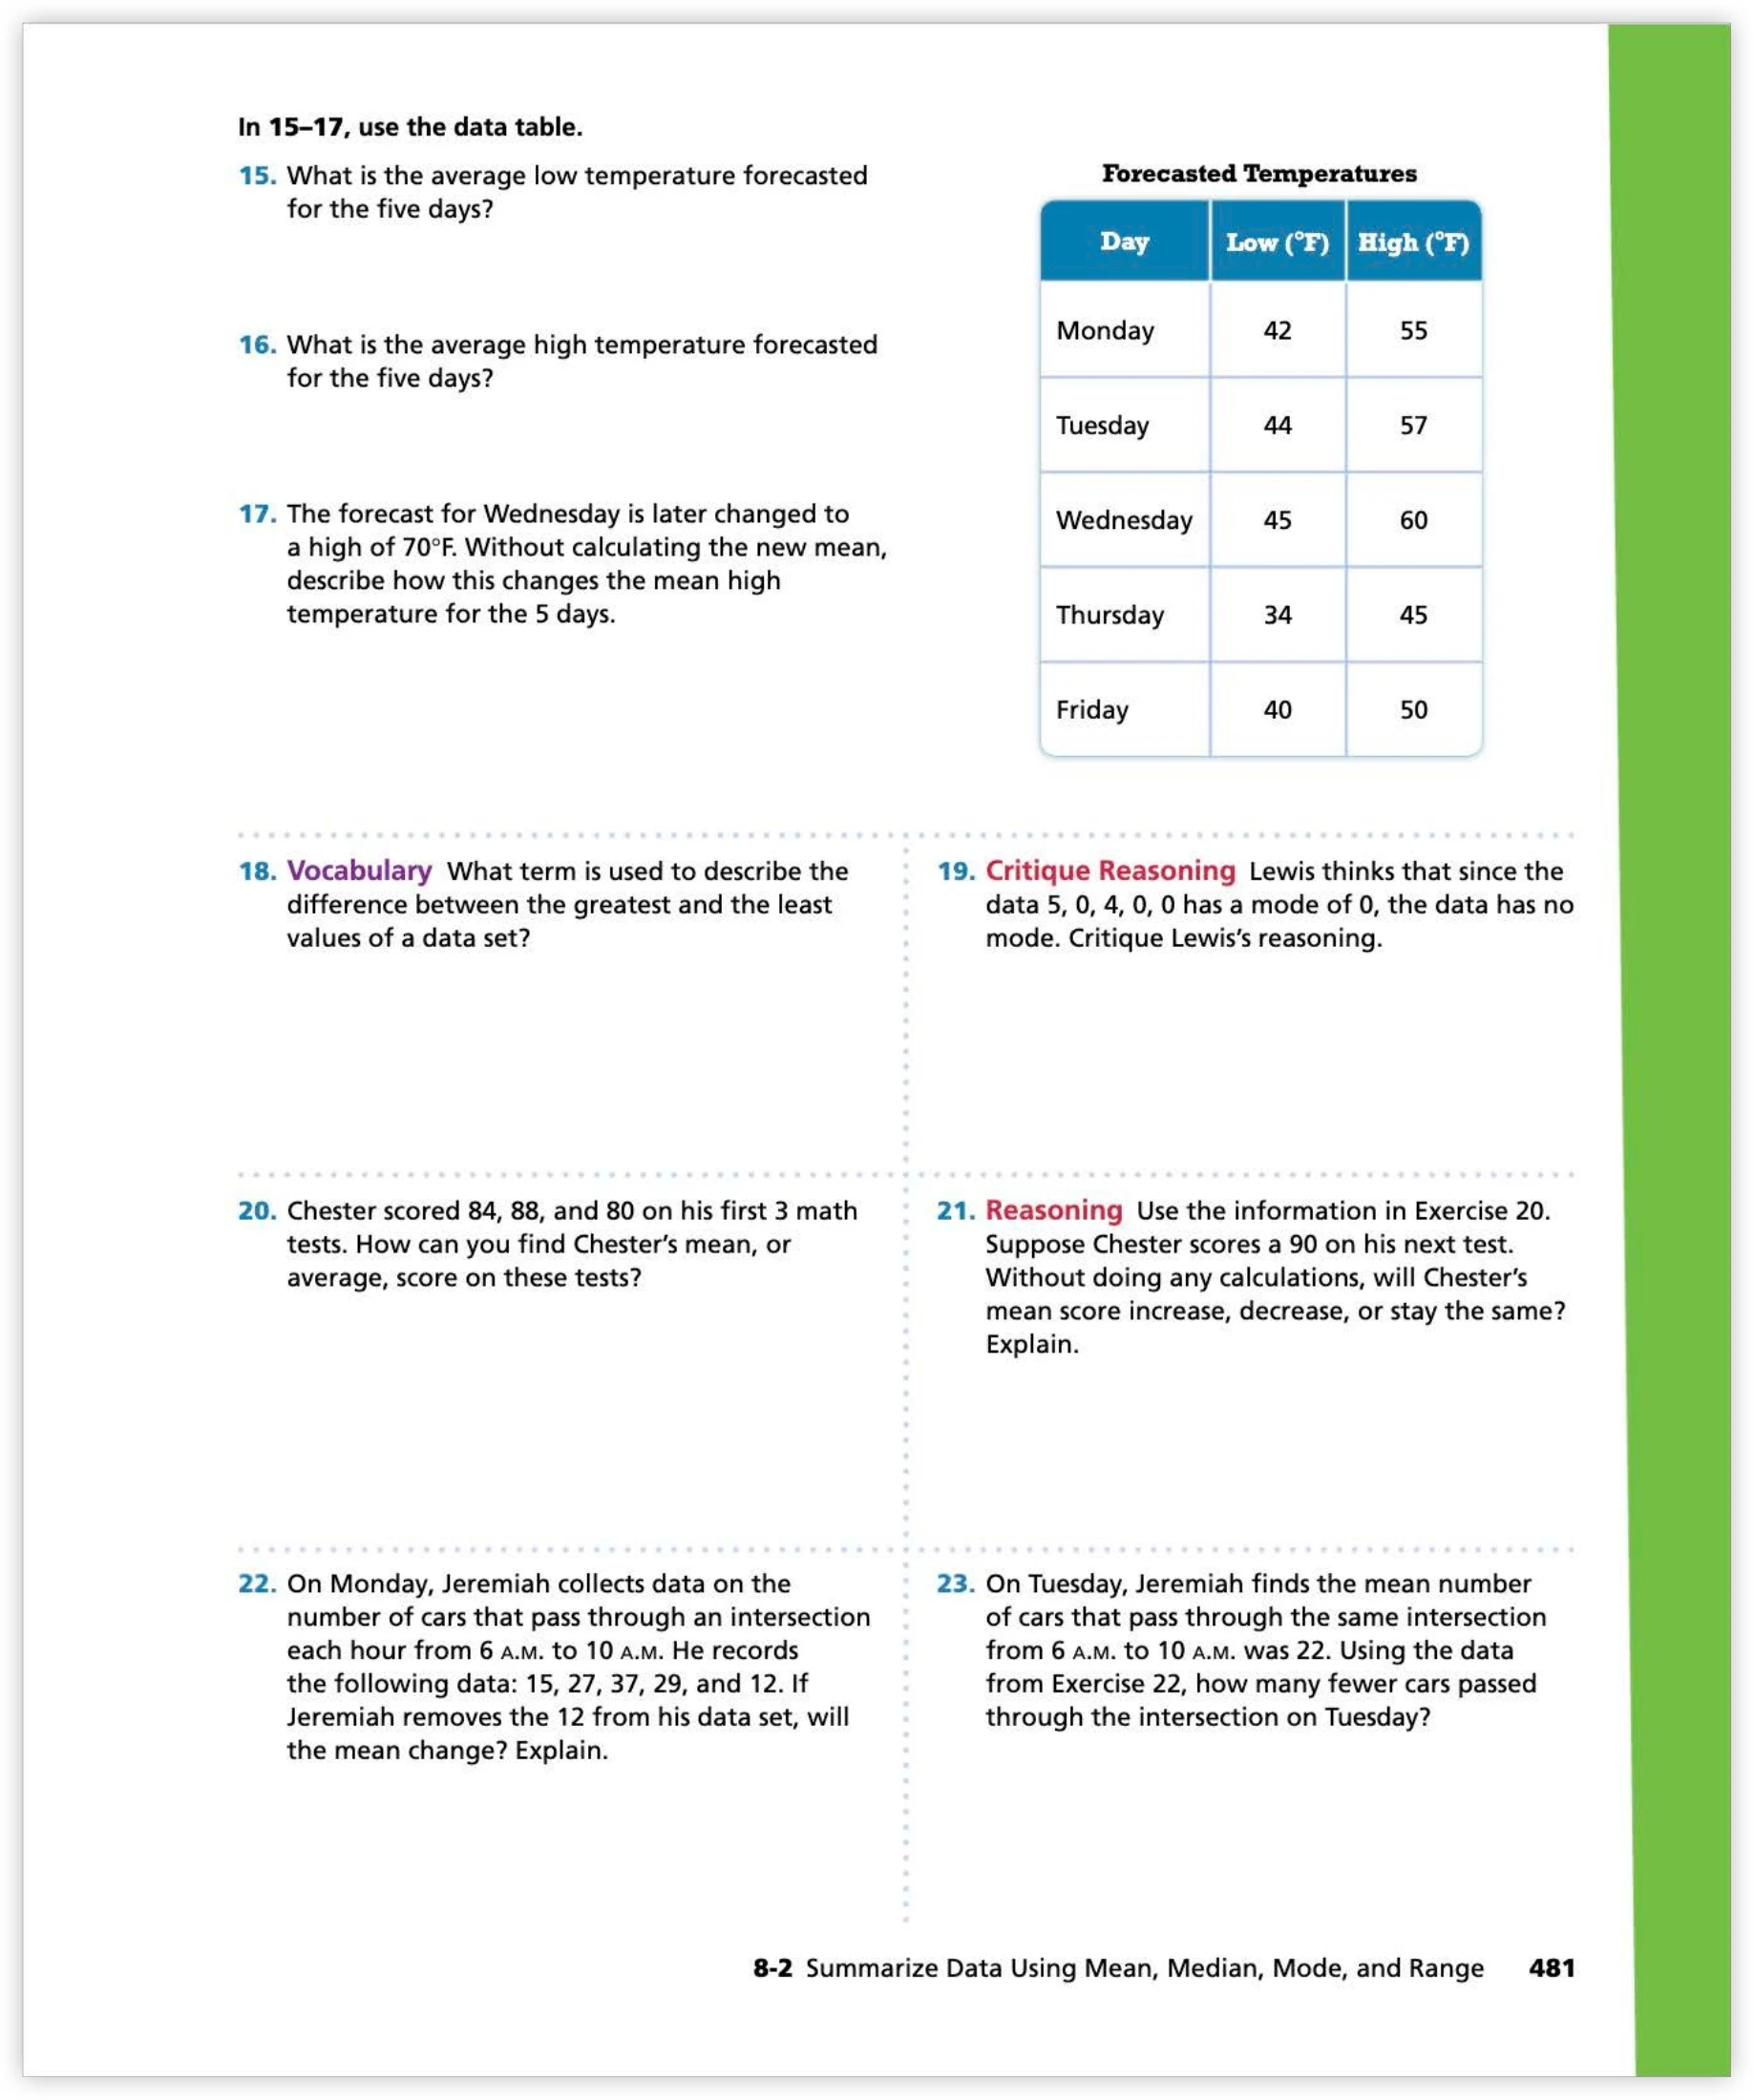 In 15–17, use the data table.
15. What is the average low temperature forecasted
for the five days?
16. What is the average high temperature forecasted
for the five days?
17. The forecast for Wednesday is later changed to
a high of 70°F. Without calculating the new mean,
describe how this changes the mean high
temperature for the 5 days.
Forecasted Temperatures
Day Low (°F) High (°F)
Monday 42 55
Tuesday 44 57
Wednesday 45 60
Thursday 34 45
Friday 40 50
18. Vocabulary What term is used to describe the
difference between the greatest and the least
values of a data set?
19. Critique Reasoning Lewis thinks that since the
data 5, 0, 4, 0, 0 has a mode of 0, the data has no
mode. Critique Lewis’s reasoning.
20. Chester scored 84, 88, and 80 on his first 3 math
tests. How can you find Chester’s mean, or
average, score on these tests?
21. Reasoning Use the information in Exercise 20.
Suppose Chester scores a 90 on his next test.
Without doing any calculations, will Chester’s
mean score increase, decrease, or stay the same?
Explain.
22. On Monday, Jeremiah collects data on the
number of cars that pass through an intersection
each hour from 6 A.M. to 10 A.M. He records
the following data: 15, 27, 37, 29, and 12. If
Jeremiah removes the 12 from his data set, will
the mean change? Explain.
23. On Tuesday, Jeremiah finds the mean number
of cars that pass through the same intersection
from 6 A.M. to 10 A.M. was 22. Using the data
from Exercise 22, how many fewer cars passed
through the intersection on Tuesday?
8-2 Summarize Data Using Mean, Median, Mode, and Range 481